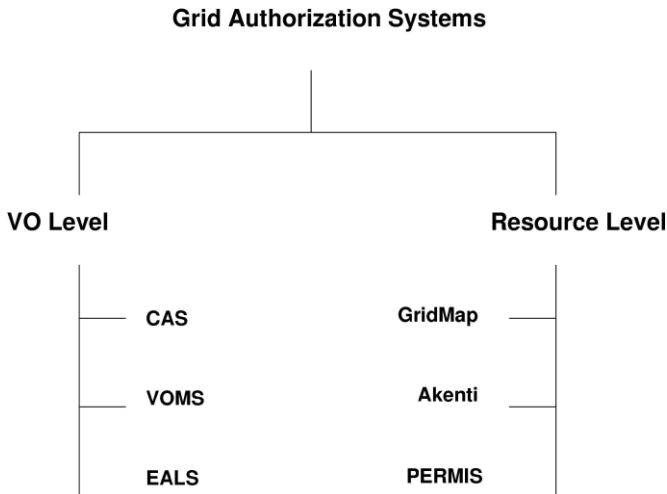 Grid Authorization Systems
VO Level
Resource Level
CAS
GridMap
VOMS
Akenti
EALS
PERMIS